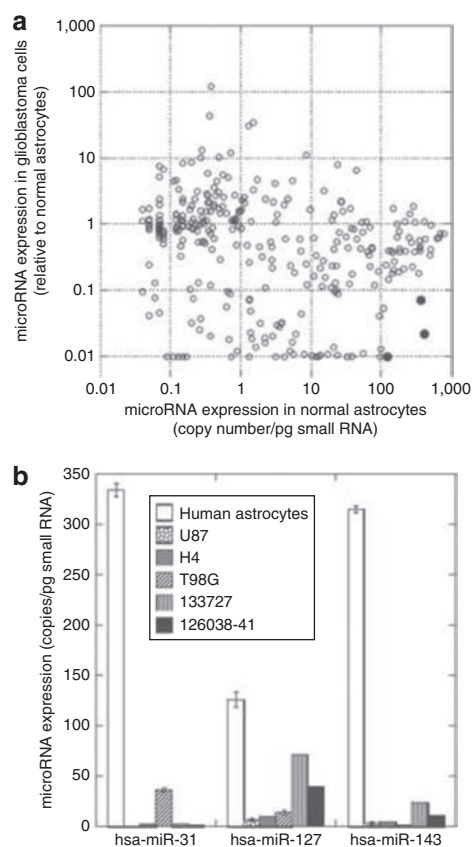 a
microRNA expression in glioblastoma cells
(relative to normal astrocytes)
1,000
100
10
1
0.1
0.01
0.01 0.1 1 10 100 1,000
microRNA expression in normal astrocytes
(copy number/pg small RNA)
b
microRNA expression (copies/pg small RNA)
350
300
250
200
150
100
50
0
Human astrocytes
U87
H4
T98G
133727
126038-41
hsa-miR-31 hsa-miR-127 hsa-miR-143